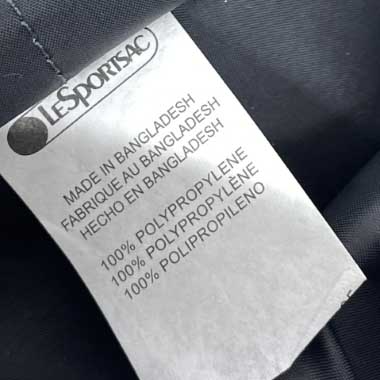 LESPORTSAC
MADE IN BANGLADESH
FABRIQUE AU BANGLADESH
HECHO EN BANGLADESH
100% POLYPROPYLENE
100% POLYPROPYLÈNE
100% POLIPROPILENO